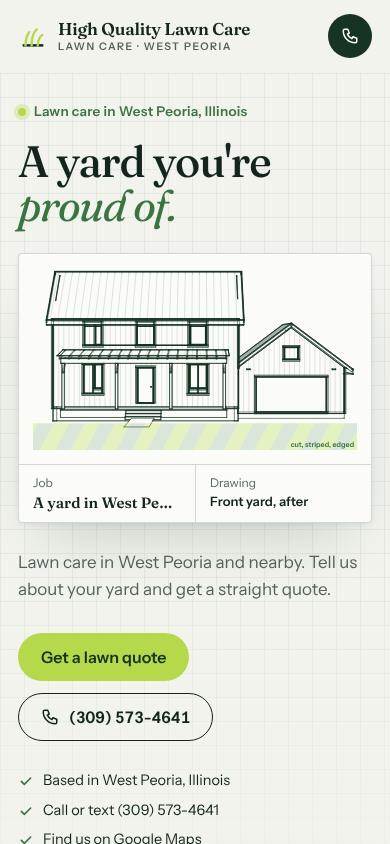 High Quality Lawn Care
LAWN CARE · WEST PEORIA
Lawn care in West Peoria, Illinois
A yard you're
proud of.
cut, striped, edged
Job
A yard in West Pe...
Drawing
Front yard, after
Lawn care in West Peoria and nearby. Tell us
about your yard and get a straight quote.
Get a lawn quote
(309) 573-4641
Based in West Peoria, Illinois
Call or text (309) 573-4641
Find us on Google Maps